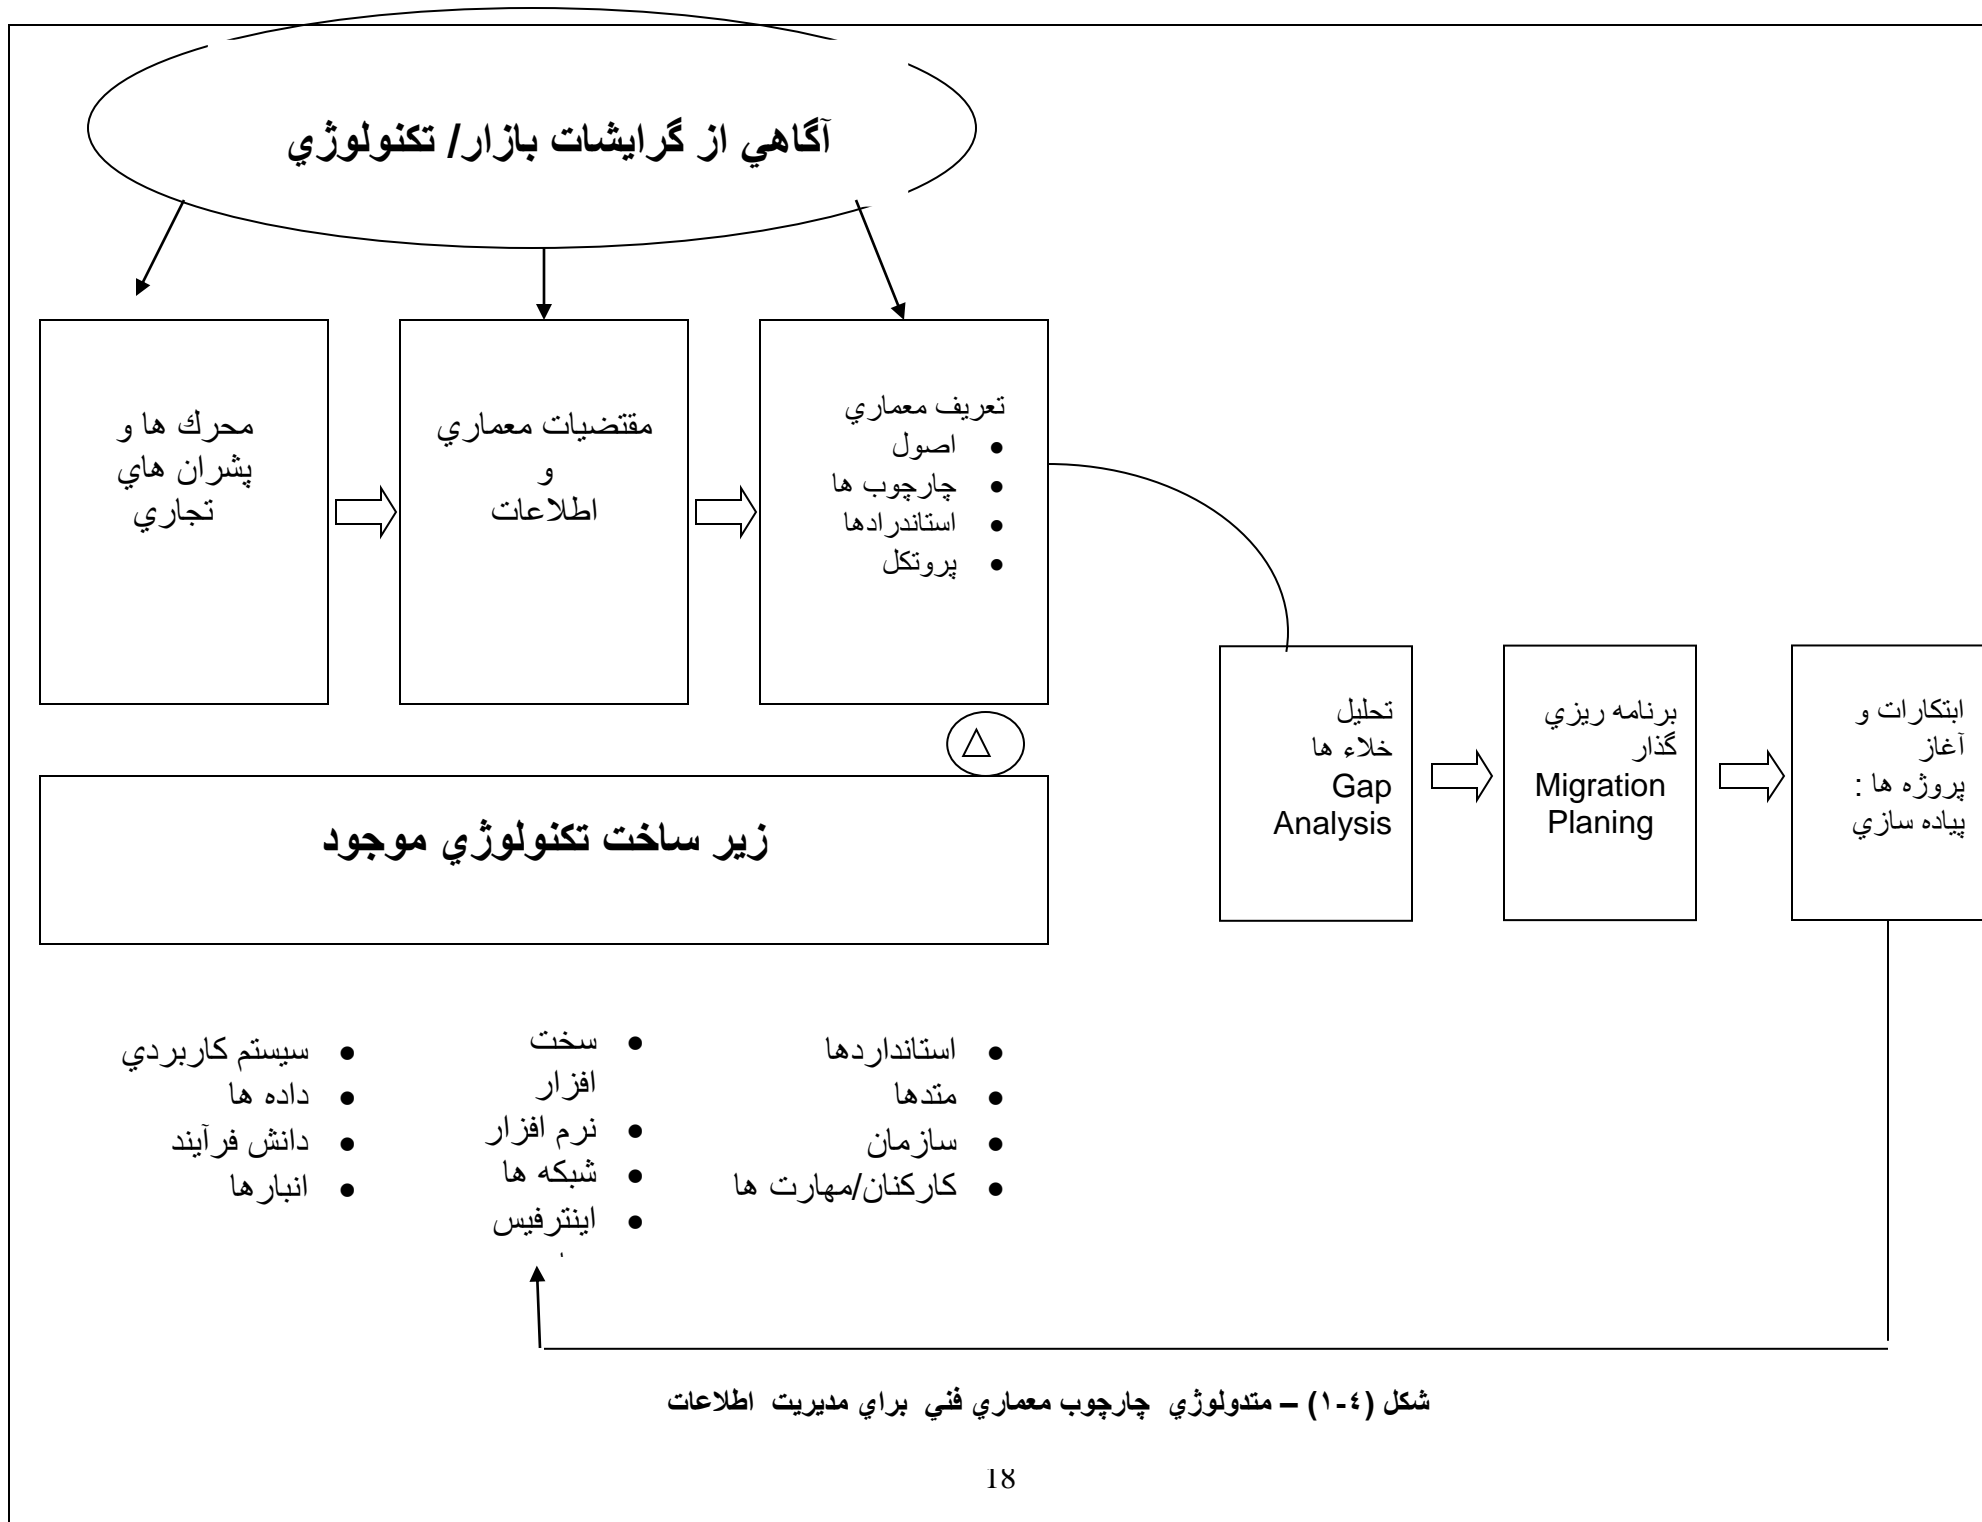 آگاهي از گرايشات بازار/ تكنولوژي
محرك ها و
پشران هاي
تجاري
مقتضيات معماري
و
اطلاعات
تعريف معماري
• اصول
• چارچوب ها
• استاندرادها
• پروتكل
تحليل
خلاء ها
Gap
Analysis
برنامه ريزي
گذار
Migration
Planing
ابتكارات و
آغاز
پروژه ها :
پياده سازي
زير ساخت تكنولوژي موجود
• سيستم كاربردي
• داده ها
• دانش فرآيند
• انبارها
• سخت
افزار
• نرم افزار
• شبكه ها
• اينترفيس
• استانداردها
• متدها
• سازمان
• كاركنان/مهارت ها
شكل (٤-١) – متدولوژي چارچوب معماري فني براي مديريت اطلاعات
18